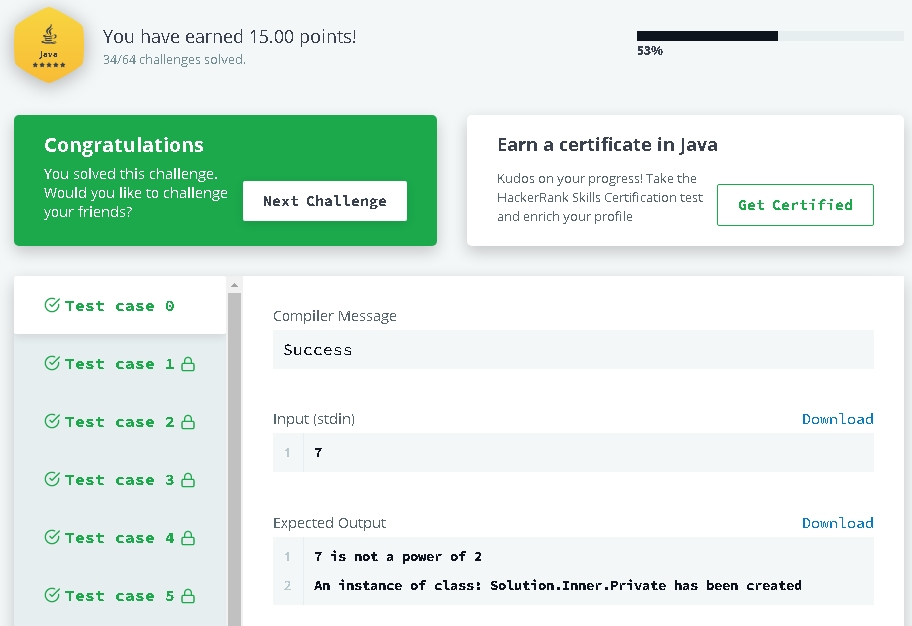 Java
You have earned 15.00 points!
34/64 challenges solved.
53%
Congratulations
You solved this challenge.
Would you like to challenge
your friends?
Next Challenge
Earn a certificate in Java
Kudos on your progress! Take the
HackerRank Skills Certification test
and enrich your profile
Get Certified
Test case 0
Test case 1
Test case 2
Test case 3
Test case 4
Test case 5
Compiler Message
Success
Input (stdin)
Download
1 7
Expected Output
Download
1 7 is not a power of 2
2 An instance of class: Solution.Inner.Private has been created